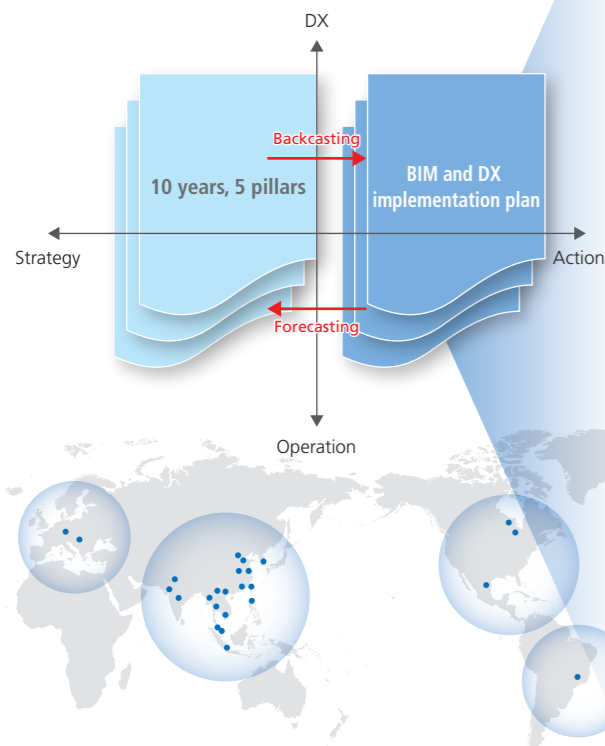 DX
Backcasting
10 years, 5 pillars
BIM and DX
implementation plan
Strategy
Action
Forecasting
Operation